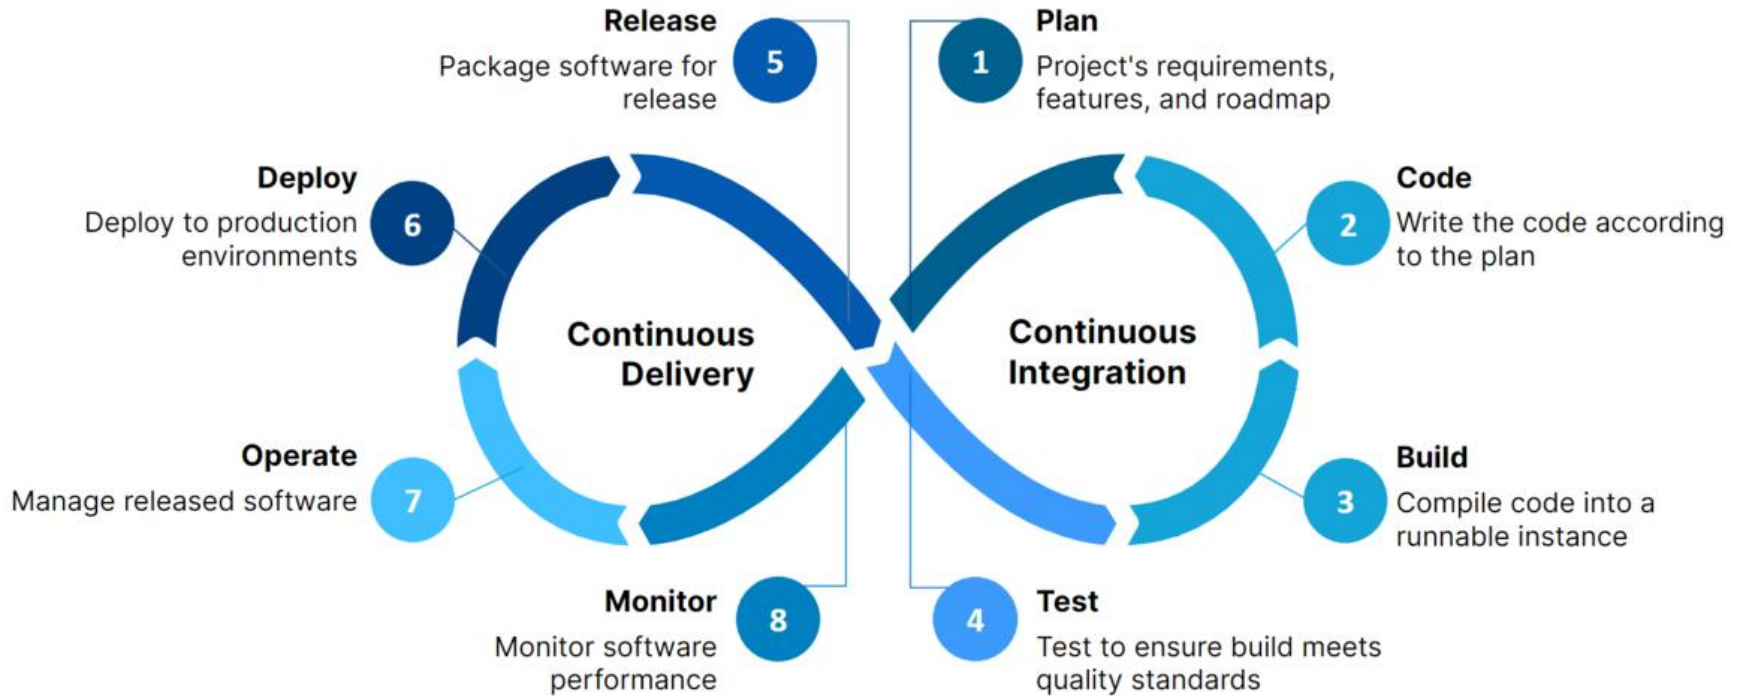 Release
5
Package software for
release
1
Plan
Project's requirements,
features, and roadmap
Deploy
6
Deploy to production
environments
2
Code
Write the code according
to the plan
Continuous
Delivery
Continuous
Integration
Operate
7
Manage released software
3
Build
Compile code into a
runnable instance
Monitor
8
Monitor software
performance
4
Test
Test to ensure build meets
quality standards